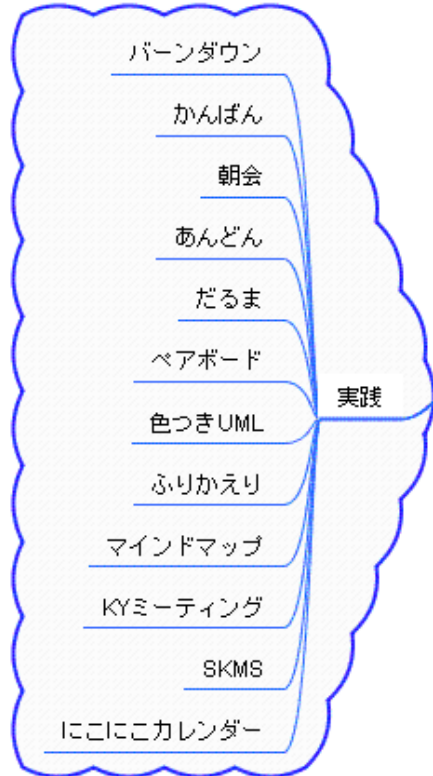 バーンダウン
かんばん
朝会
あんどん
だるま
ペアボード
実践
色つきUML
ふりかえり
マインドマップ
KYミーティング
SKMS
にこにこカレンダー